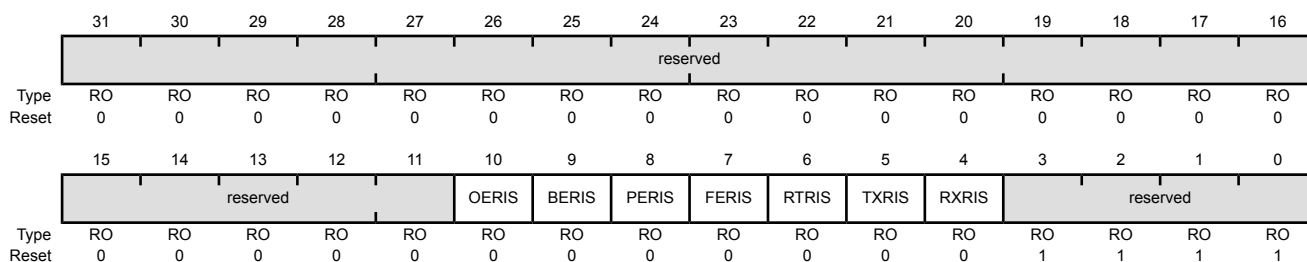 31 30 29 28 27 26 25 24 23 22 21 20 19 18 17 16
reserved
Type RO RO RO RO RO RO RO RO RO RO RO RO RO RO RO RO
Reset 0 0 0 0 0 0 0 0 0 0 0 0 0 0 0 0
15 14 13 12 11 10 9 8 7 6 5 4 3 2 1 0
reserved OERIS BERIS PERIS FERIS RTRIS TXRIS RXRIS reserved
Type RO RO RO RO RO RO RO RO RO RO RO RO RO RO RO RO
Reset 0 0 0 0 0 0 0 0 0 0 0 0 1 1 1 1